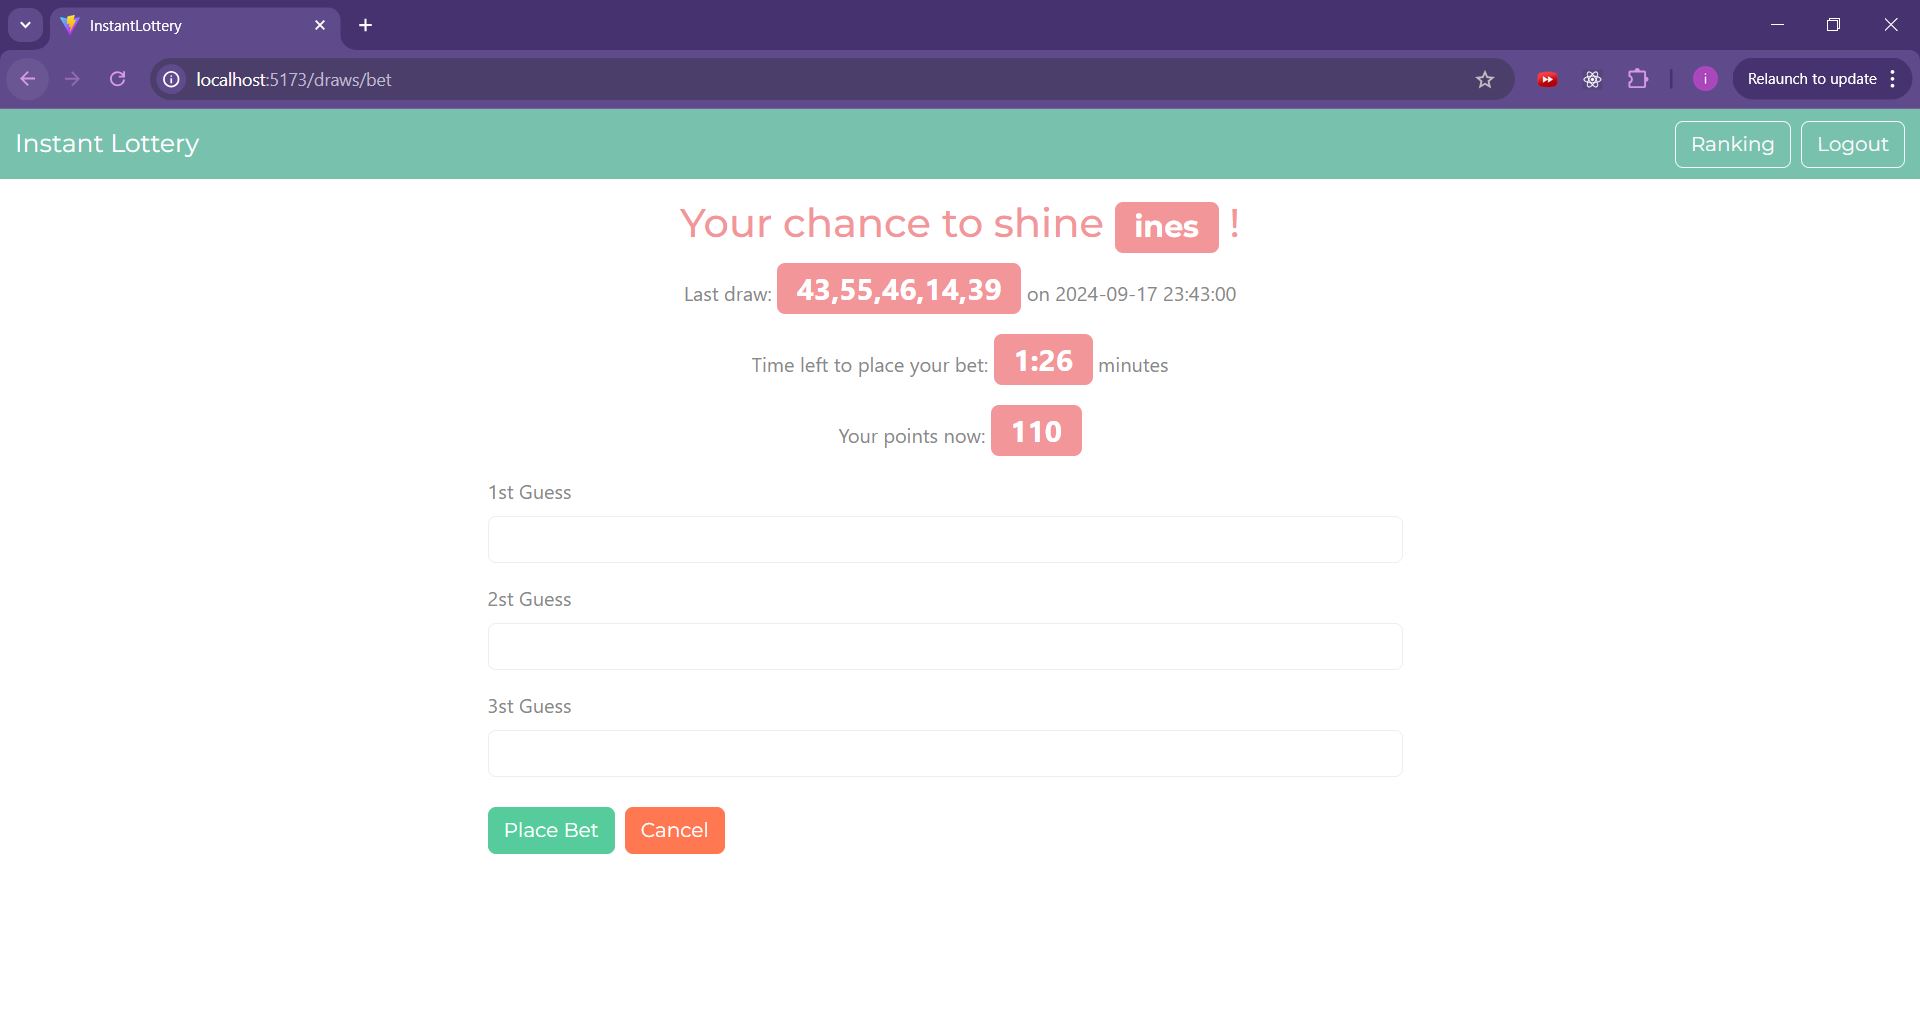 InstantLottery
localhost:5173/draws/bet
i
Relaunch to update
Instant Lottery
Ranking
Logout
Your chance to shine ines !
Last draw: 43,55,46,14,39 on 2024-09-17 23:43:00
Time left to place your bet: 1:26 minutes
Your points now: 110
1st Guess
2st Guess
3st Guess
Place Bet
Cancel